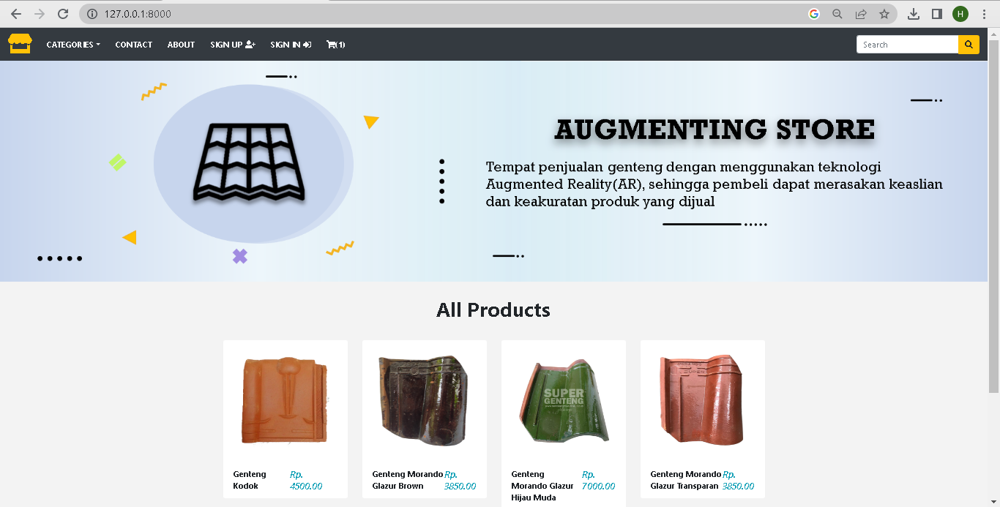 127.0.0.1:8000
H
CATEGORIES CONTACT ABOUT SIGN UP SIGN IN (1) Search
AUGMENTING STORE
Tempat penjualan genteng dengan menggunakan teknologi
Augmented Reality(AR), sehingga pembeli dapat merasakan keaslian
dan keakuratan produk yang dijual
All Products
SUPER
GENTENG
Genteng
Kodok
Rp.
4500.00
Genteng Morando
Glazur Brown
Rp.
3850.00
Genteng
Morando Glazur
Hijau Muda
Rp.
7000.00
Genteng Morando
Glazur Transparan
Rp.
3850.00